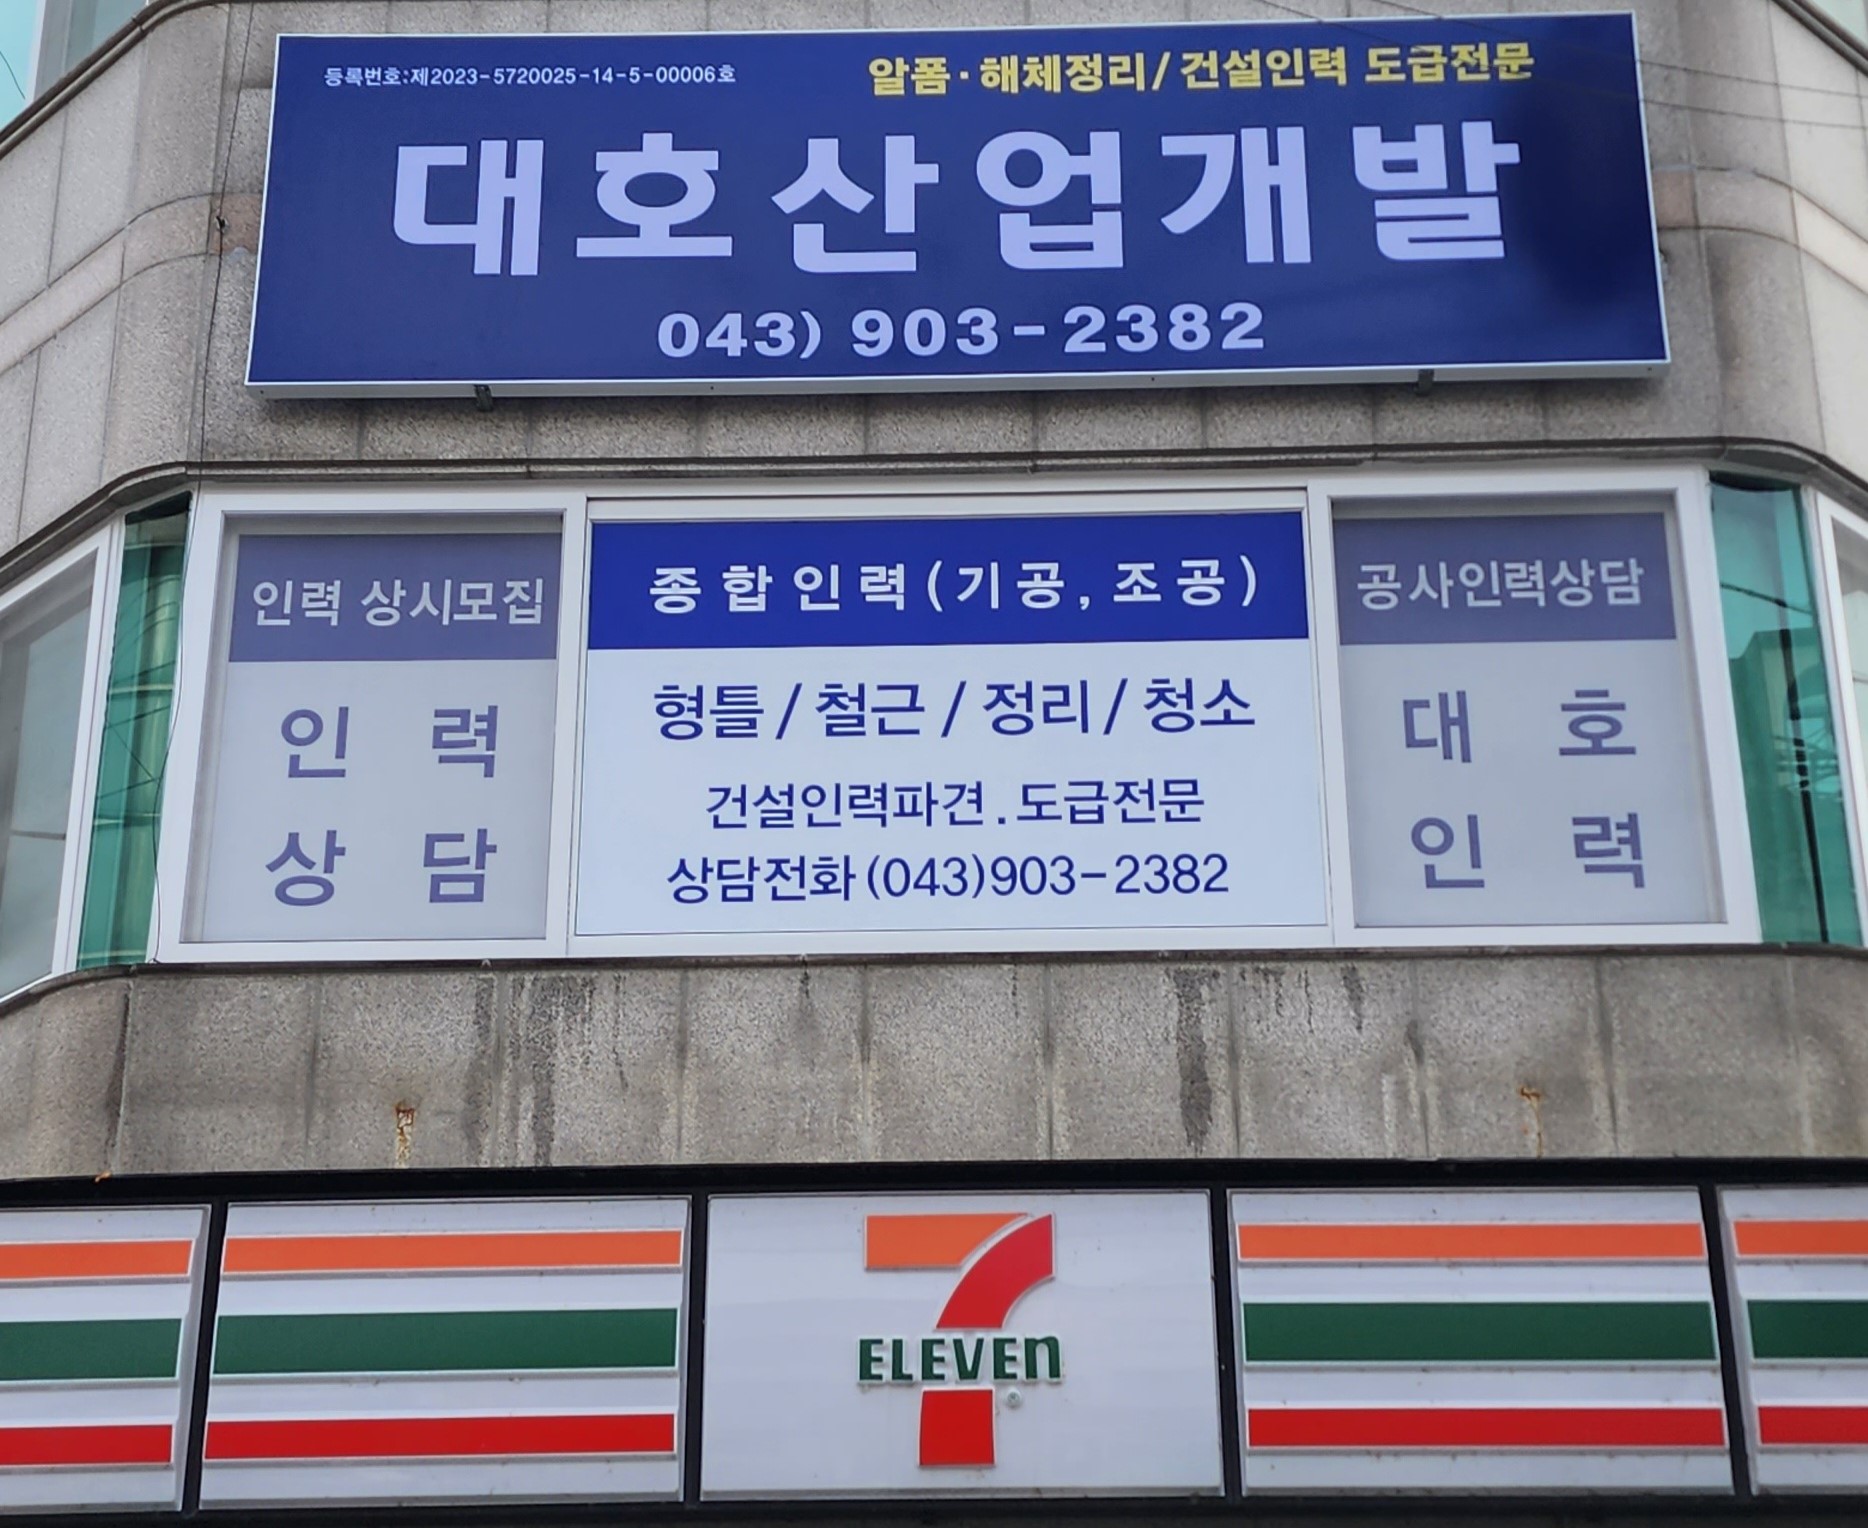 등록번호:제2023-5720025-14-5-00006호
알폼·해체정리/건설인력 도급전문
대호산업개발
043) 903-2382
인력 상시모집
인력
상담
종합인력(기공, 조공)
형틀/철근/정리/청소
건설인력파견.도급전문
상담전화(043)903-2382
공사인력상담
대호
인력
7
ELEVEn
®